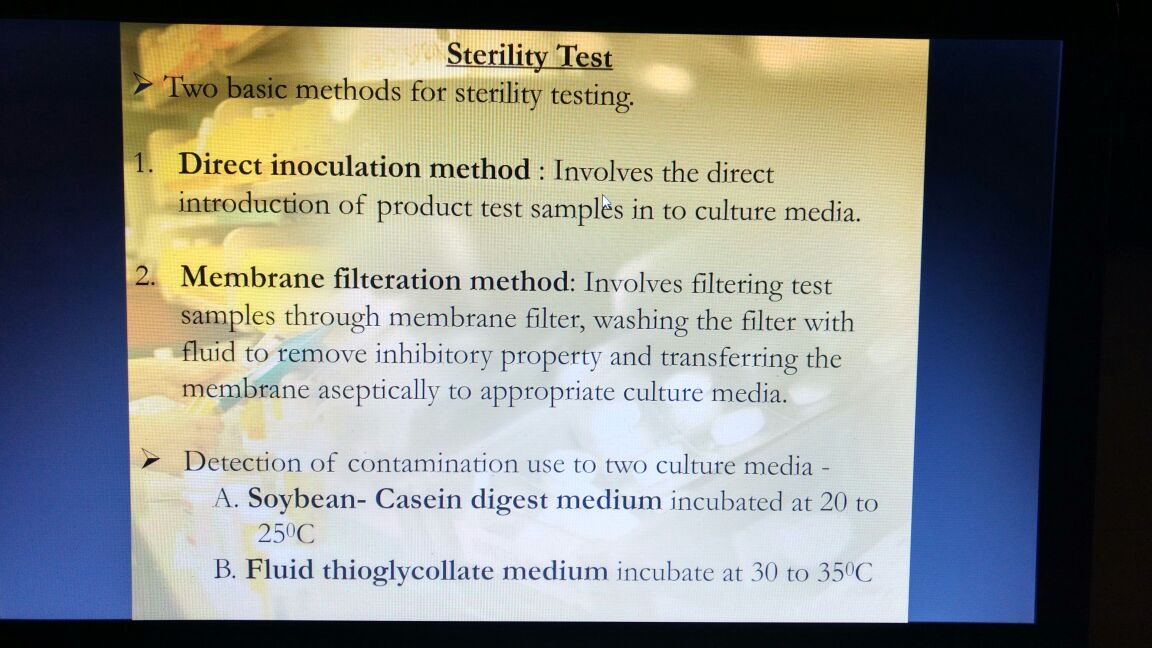 Sterility Test
➢ Two basic methods for sterility testing.
1. Direct inoculation method : Involves the direct
introduction of product test samples in to culture media.
2. Membrane filteration method: Involves filtering test
samples through membrane filter, washing the filter with
fluid to remove inhibitory property and transferring the
membrane aseptically to appropriate culture media.
➢ Detection of contamination use to two culture media -
A. Soybean- Casein digest medium incubated at 20 to
25⁰C
B. Fluid thioglycollate medium incubate at 30 to 35⁰C